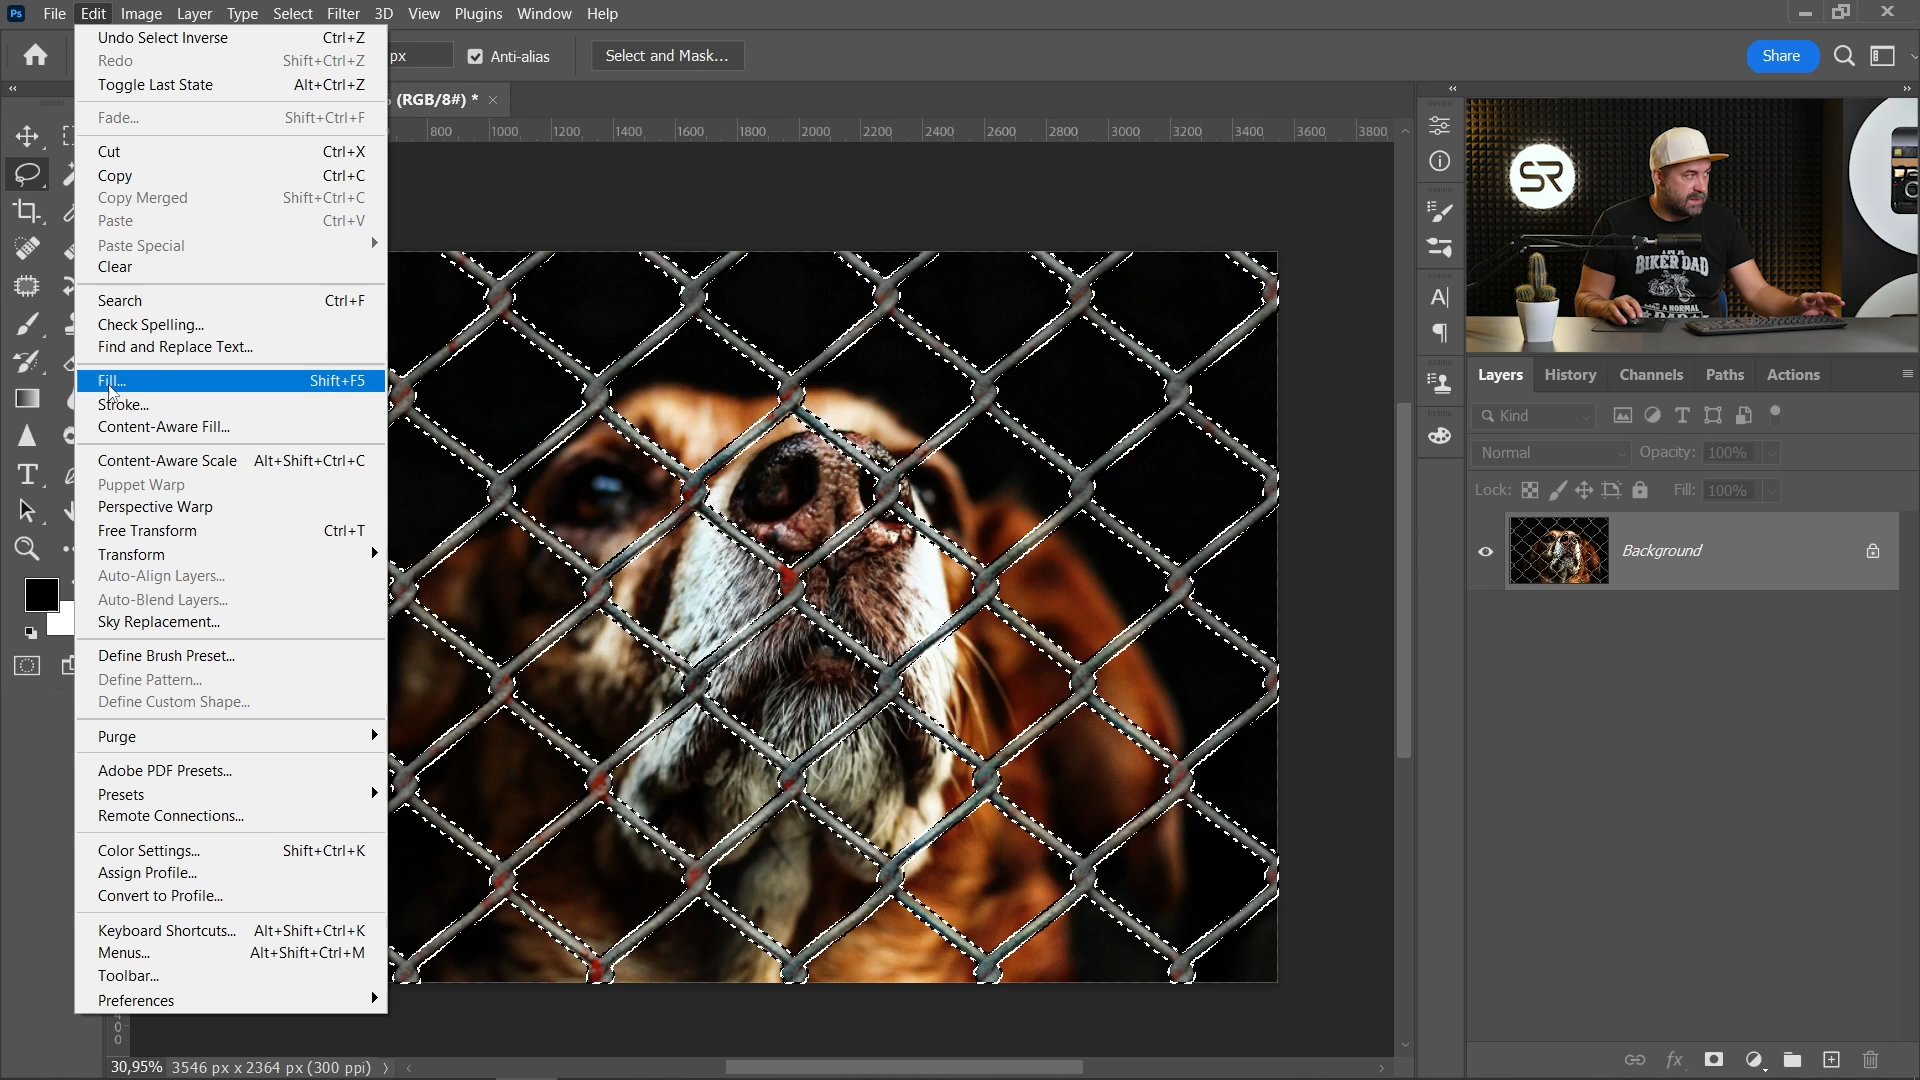 Ps File Edit Image Layer Type Select Filter 3D View Plugins Window Help
px Anti-alias Select and Mask... Share
(RGB/8#) *
800 1000 1200 1400 1600 1800 2000 2200 2400 2600 2800 3000 3200 3400 3600 3800
Undo Select Inverse Ctrl+Z
Redo Shift+Ctrl+Z
Toggle Last State Alt+Ctrl+Z
Fade... Shift+Ctrl+F
Cut Ctrl+X
Copy Ctrl+C
Copy Merged Shift+Ctrl+C
Paste Ctrl+V
Paste Special
Clear
Search Ctrl+F
Check Spelling...
Find and Replace Text...
Fill... Shift+F5
Stroke...
Content-Aware Fill...
Content-Aware Scale Alt+Shift+Ctrl+C
Puppet Warp
Perspective Warp
Free Transform Ctrl+T
Transform
Auto-Align Layers...
Auto-Blend Layers...
Sky Replacement...
Define Brush Preset...
Define Pattern...
Define Custom Shape...
Purge
Adobe PDF Presets...
Presets
Remote Connections...
Color Settings... Shift+Ctrl+K
Assign Profile...
Convert to Profile...
Keyboard Shortcuts... Alt+Shift+Ctrl+K
Menus... Alt+Shift+Ctrl+M
Toolbar...
Preferences
SR
BIKER DAD
A NORMAL
Layers History Channels Paths Actions
Kind
Normal Opacity: 100%
Lock: Fill: 100%
Background
30,95% 3546 px x 2364 px (300 ppi)